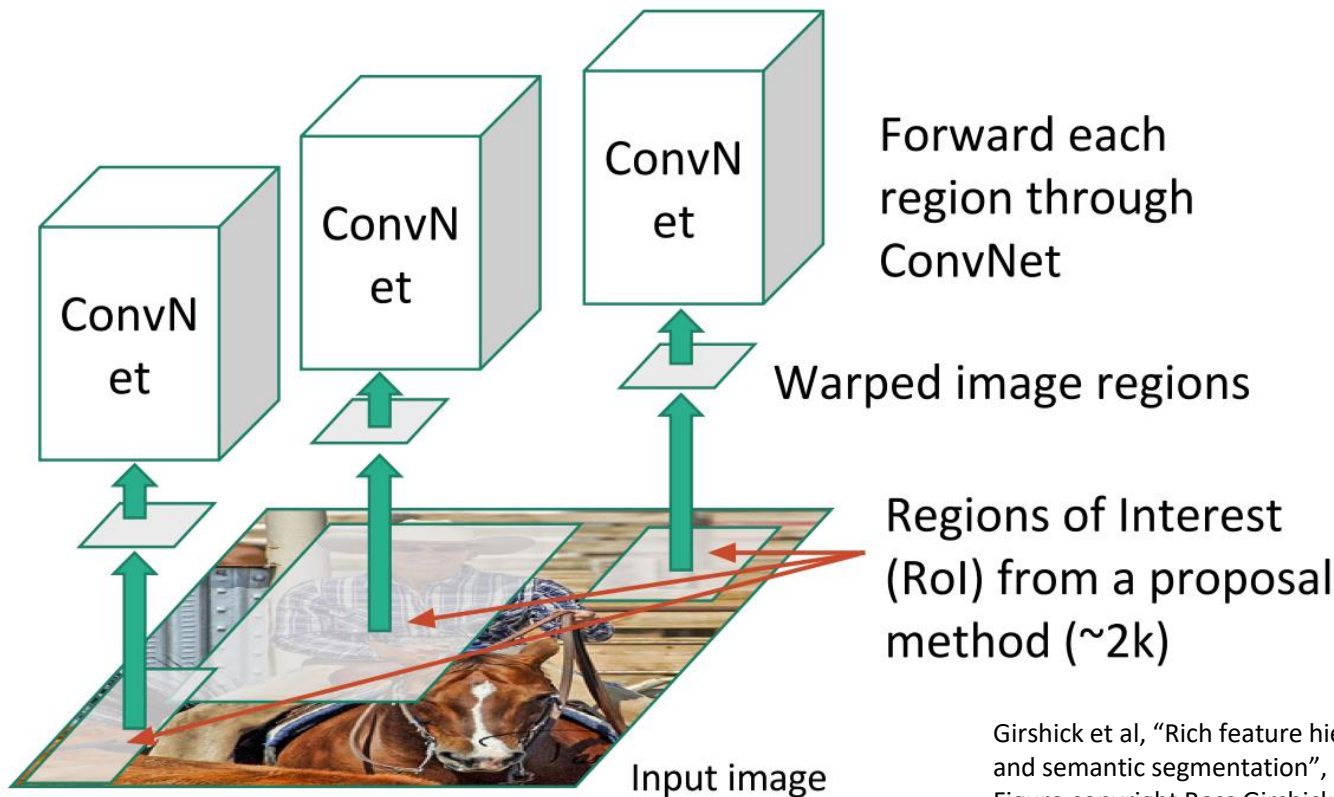 ConvN
et
ConvN
et
ConvN
et
Forward each
region through
ConvNet
Warped image regions
Regions of Interest
(RoI) from a proposal
method (~2k)
Input image
Girshick et al, “Rich feature hie
and semantic segmentation”,